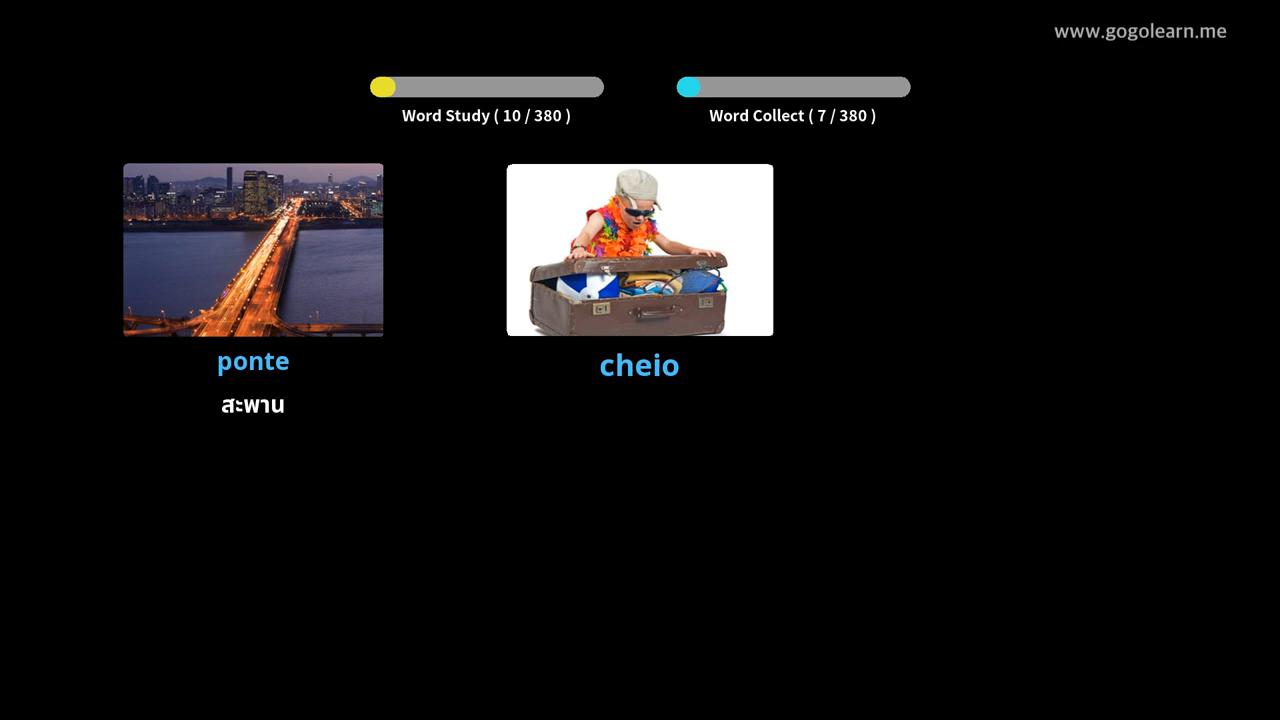 www.gogolearn.me
Word Study ( 10 / 380 )
Word Collect ( 7 / 380 )
ponte
สะพาน
cheio